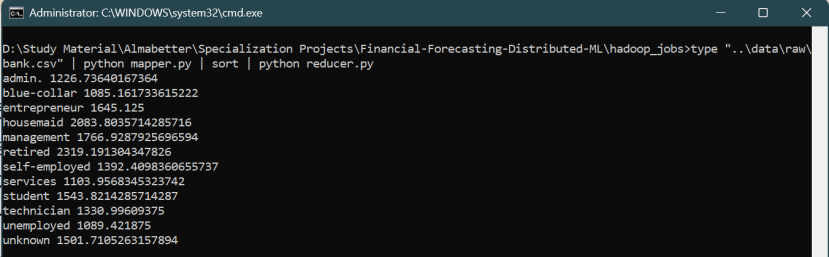 Administrator: C:\WINDOWS\system32\cmd.exe
D:\Study Material\Almabetter\Specialization Projects\Financial-Forecasting-Distributed-ML\hadoop_jobs>type "..\data\raw\
bank.csv" | python mapper.py | sort | python reducer.py
admin. 1226.73640167364
blue-collar 1085.161733615222
entrepreneur 1645.125
housemaid 2083.8035714285716
management 1766.9287925696594
retired 2319.191304347826
self-employed 1392.4098360655737
services 1103.9568345323742
student 1543.8214285714287
technician 1330.99609375
unemployed 1089.421875
unknown 1501.7105263157894